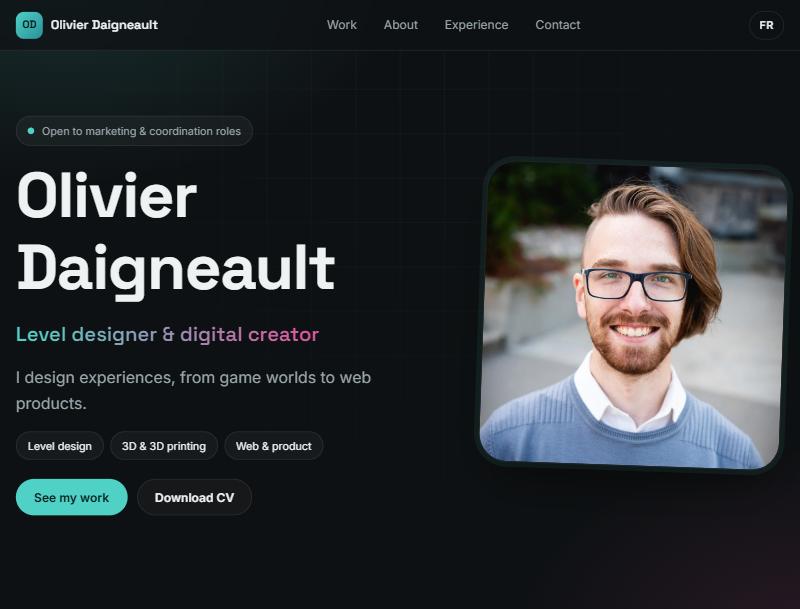 OD Olivier Daigneault Work About Experience Contact FR
Open to marketing & coordination roles
Olivier
Daigneault
Level designer & digital creator
I design experiences, from game worlds to web
products.
Level design 3D & 3D printing Web & product
See my work Download CV